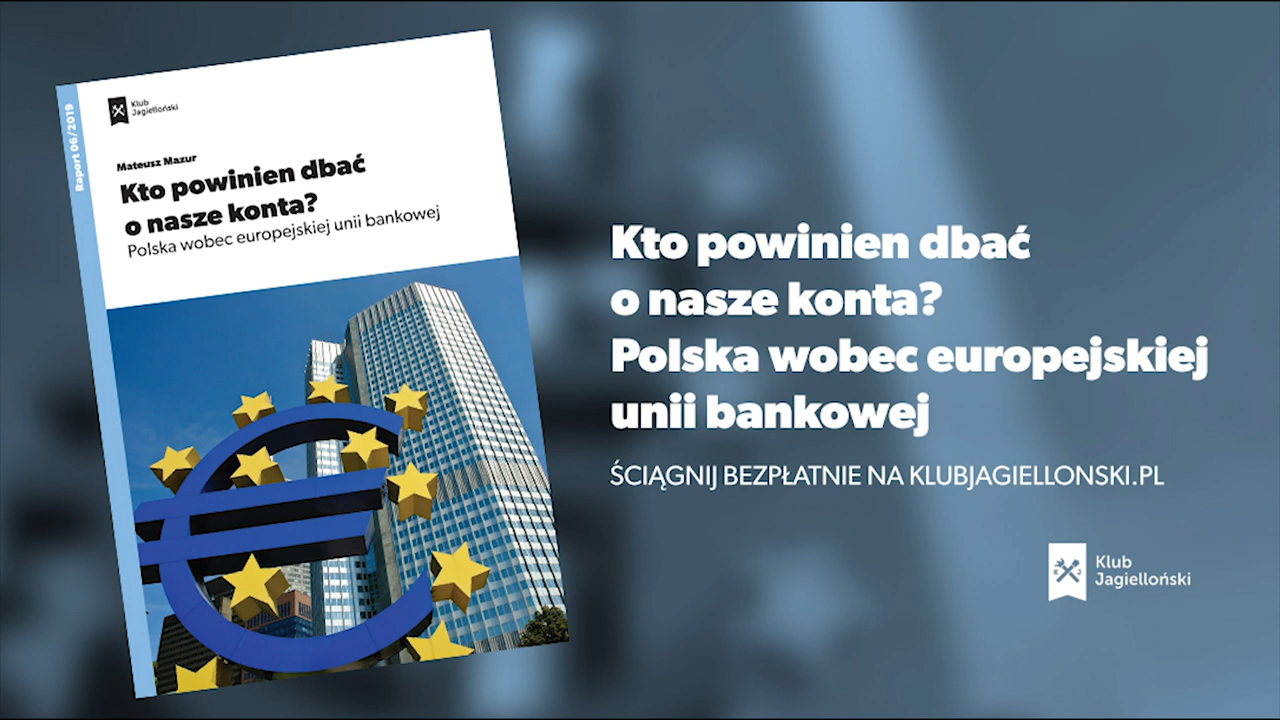 Raport 06/2019
Klub
Jagielloński
Mateusz Mazur
Kto powinien dbać
o nasze konta?
Polska wobec europejskiej unii bankowej
Kto powinien dbać
o nasze konta?
Polska wobec europejskiej
unii bankowej
ŚCIĄGNIJ BEZPŁATNIE NA KLUBJAGIELLONSKI.PL
Klub
Jagielloński